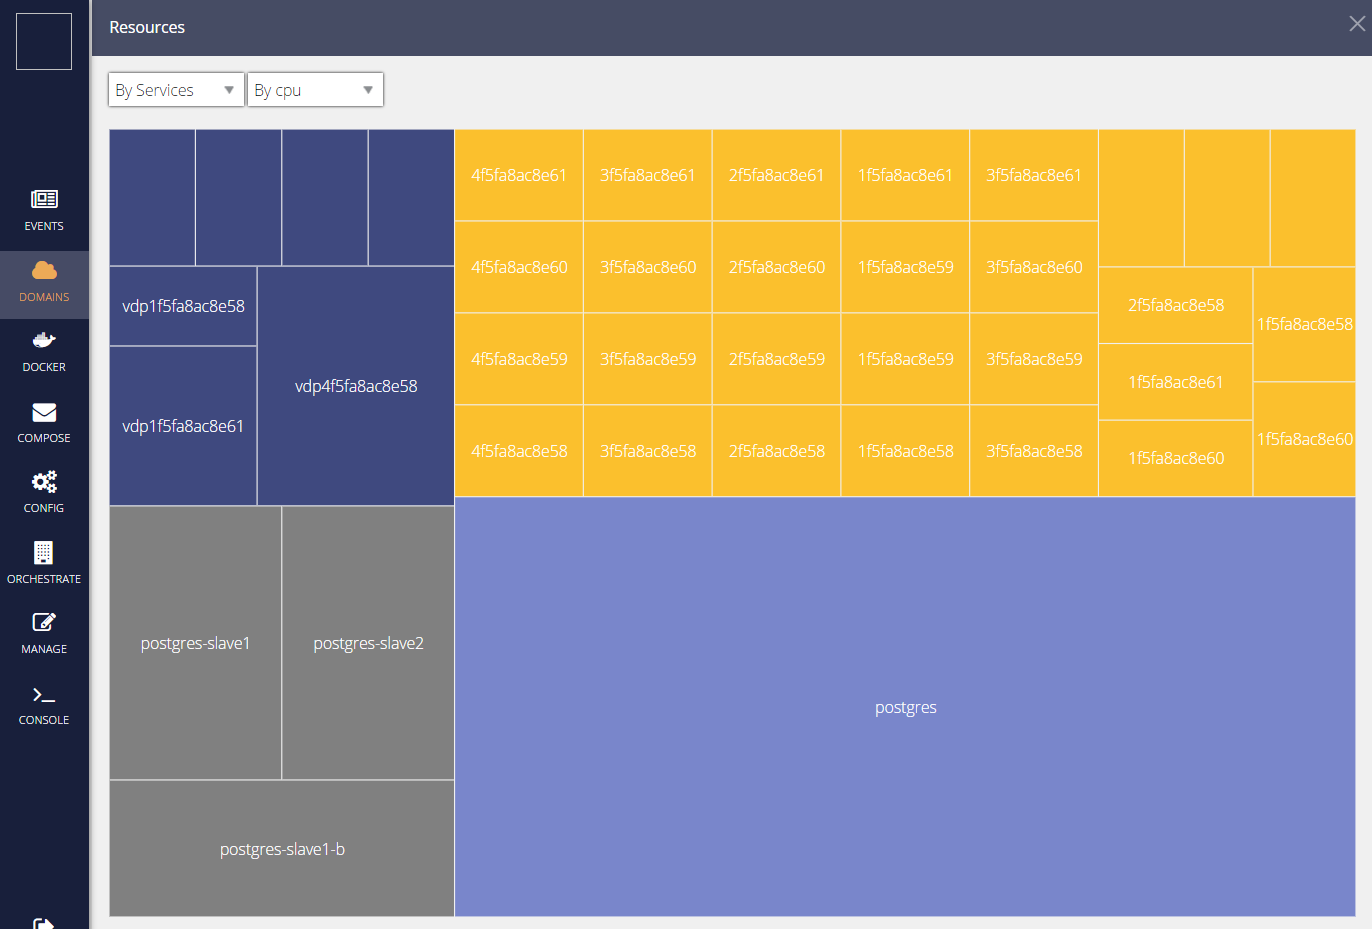 Resources
By Services
By cpu
EVENTS
DOMAINS
DOCKER
COMPOSE
CONFIG
ORCHESTRATE
MANAGE
CONSOLE
vdp1f5fa8ac8e58
vdp1f5fa8ac8e61
vdp4f5fa8ac8e58
postgres-slave1
postgres-slave2
postgres-slave1-b
4f5fa8ac8e61 3f5fa8ac8e61 2f5fa8ac8e61 1f5fa8ac8e61 3f5fa8ac8e61
4f5fa8ac8e60 3f5fa8ac8e60 2f5fa8ac8e60 1f5fa8ac8e59 3f5fa8ac8e60
4f5fa8ac8e59 3f5fa8ac8e59 2f5fa8ac8e59 1f5fa8ac8e59 3f5fa8ac8e59
4f5fa8ac8e58 3f5fa8ac8e58 2f5fa8ac8e58 1f5fa8ac8e58 3f5fa8ac8e58
2f5fa8ac8e58
1f5fa8ac8e61
1f5fa8ac8e60
1f5fa8ac8e58
1f5fa8ac8e60
postgres